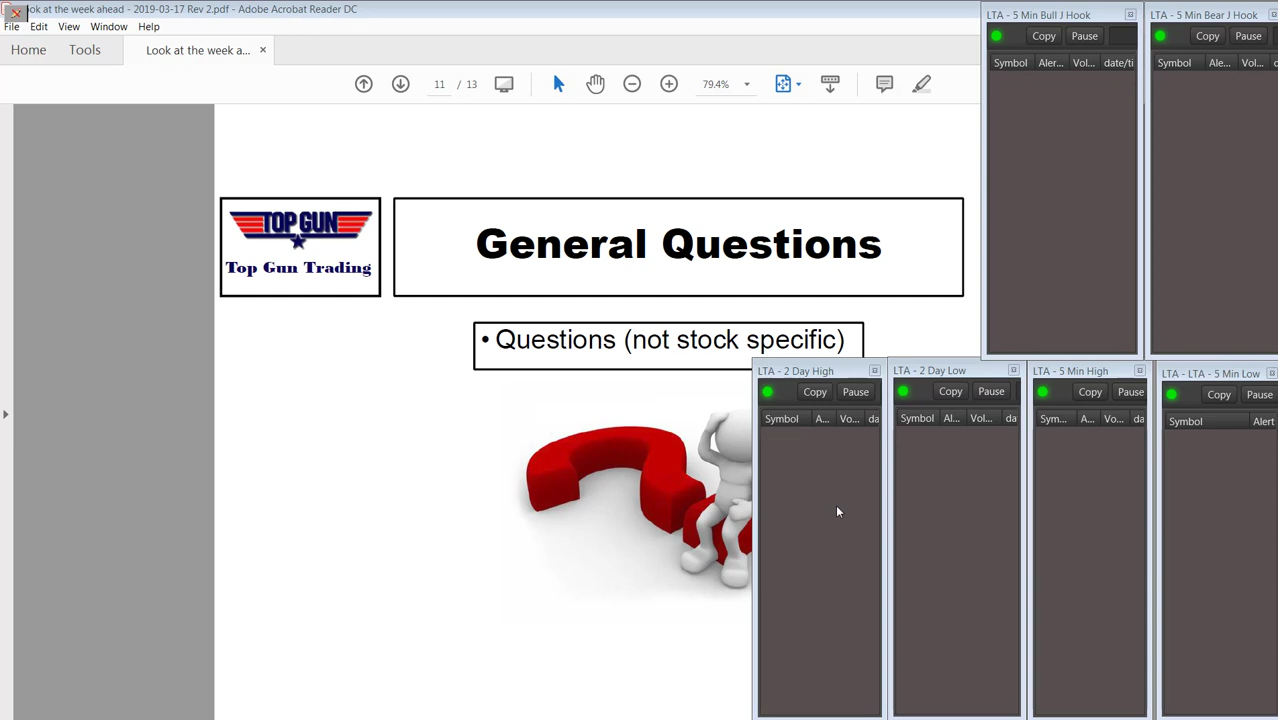 ook at the week ahead - 2019-03-17 Rev 2.pdf - Adobe Acrobat Reader DC
File Edit View Window Help
Home Tools Look at the week a... ×
11 / 13 79.4%
TOP GUN
Top Gun Trading
General Questions
• Questions (not stock specific)
LTA - 5 Min Bull J Hook
Copy Pause
Symbol Aler... Vol... date/ti
LTA - 5 Min Bear J Hook
Copy Pause
Symbol Ale... Vol...
LTA - 2 Day High
Copy Pause
Symbol A... Vo... da
LTA - 2 Day Low
Copy Pause
Symbol Al... Vol... da
LTA - 5 Min High
Copy Pause
Sym... A... Vo... da
LTA - LTA - 5 Min Low
Copy Pause
Symbol Alert